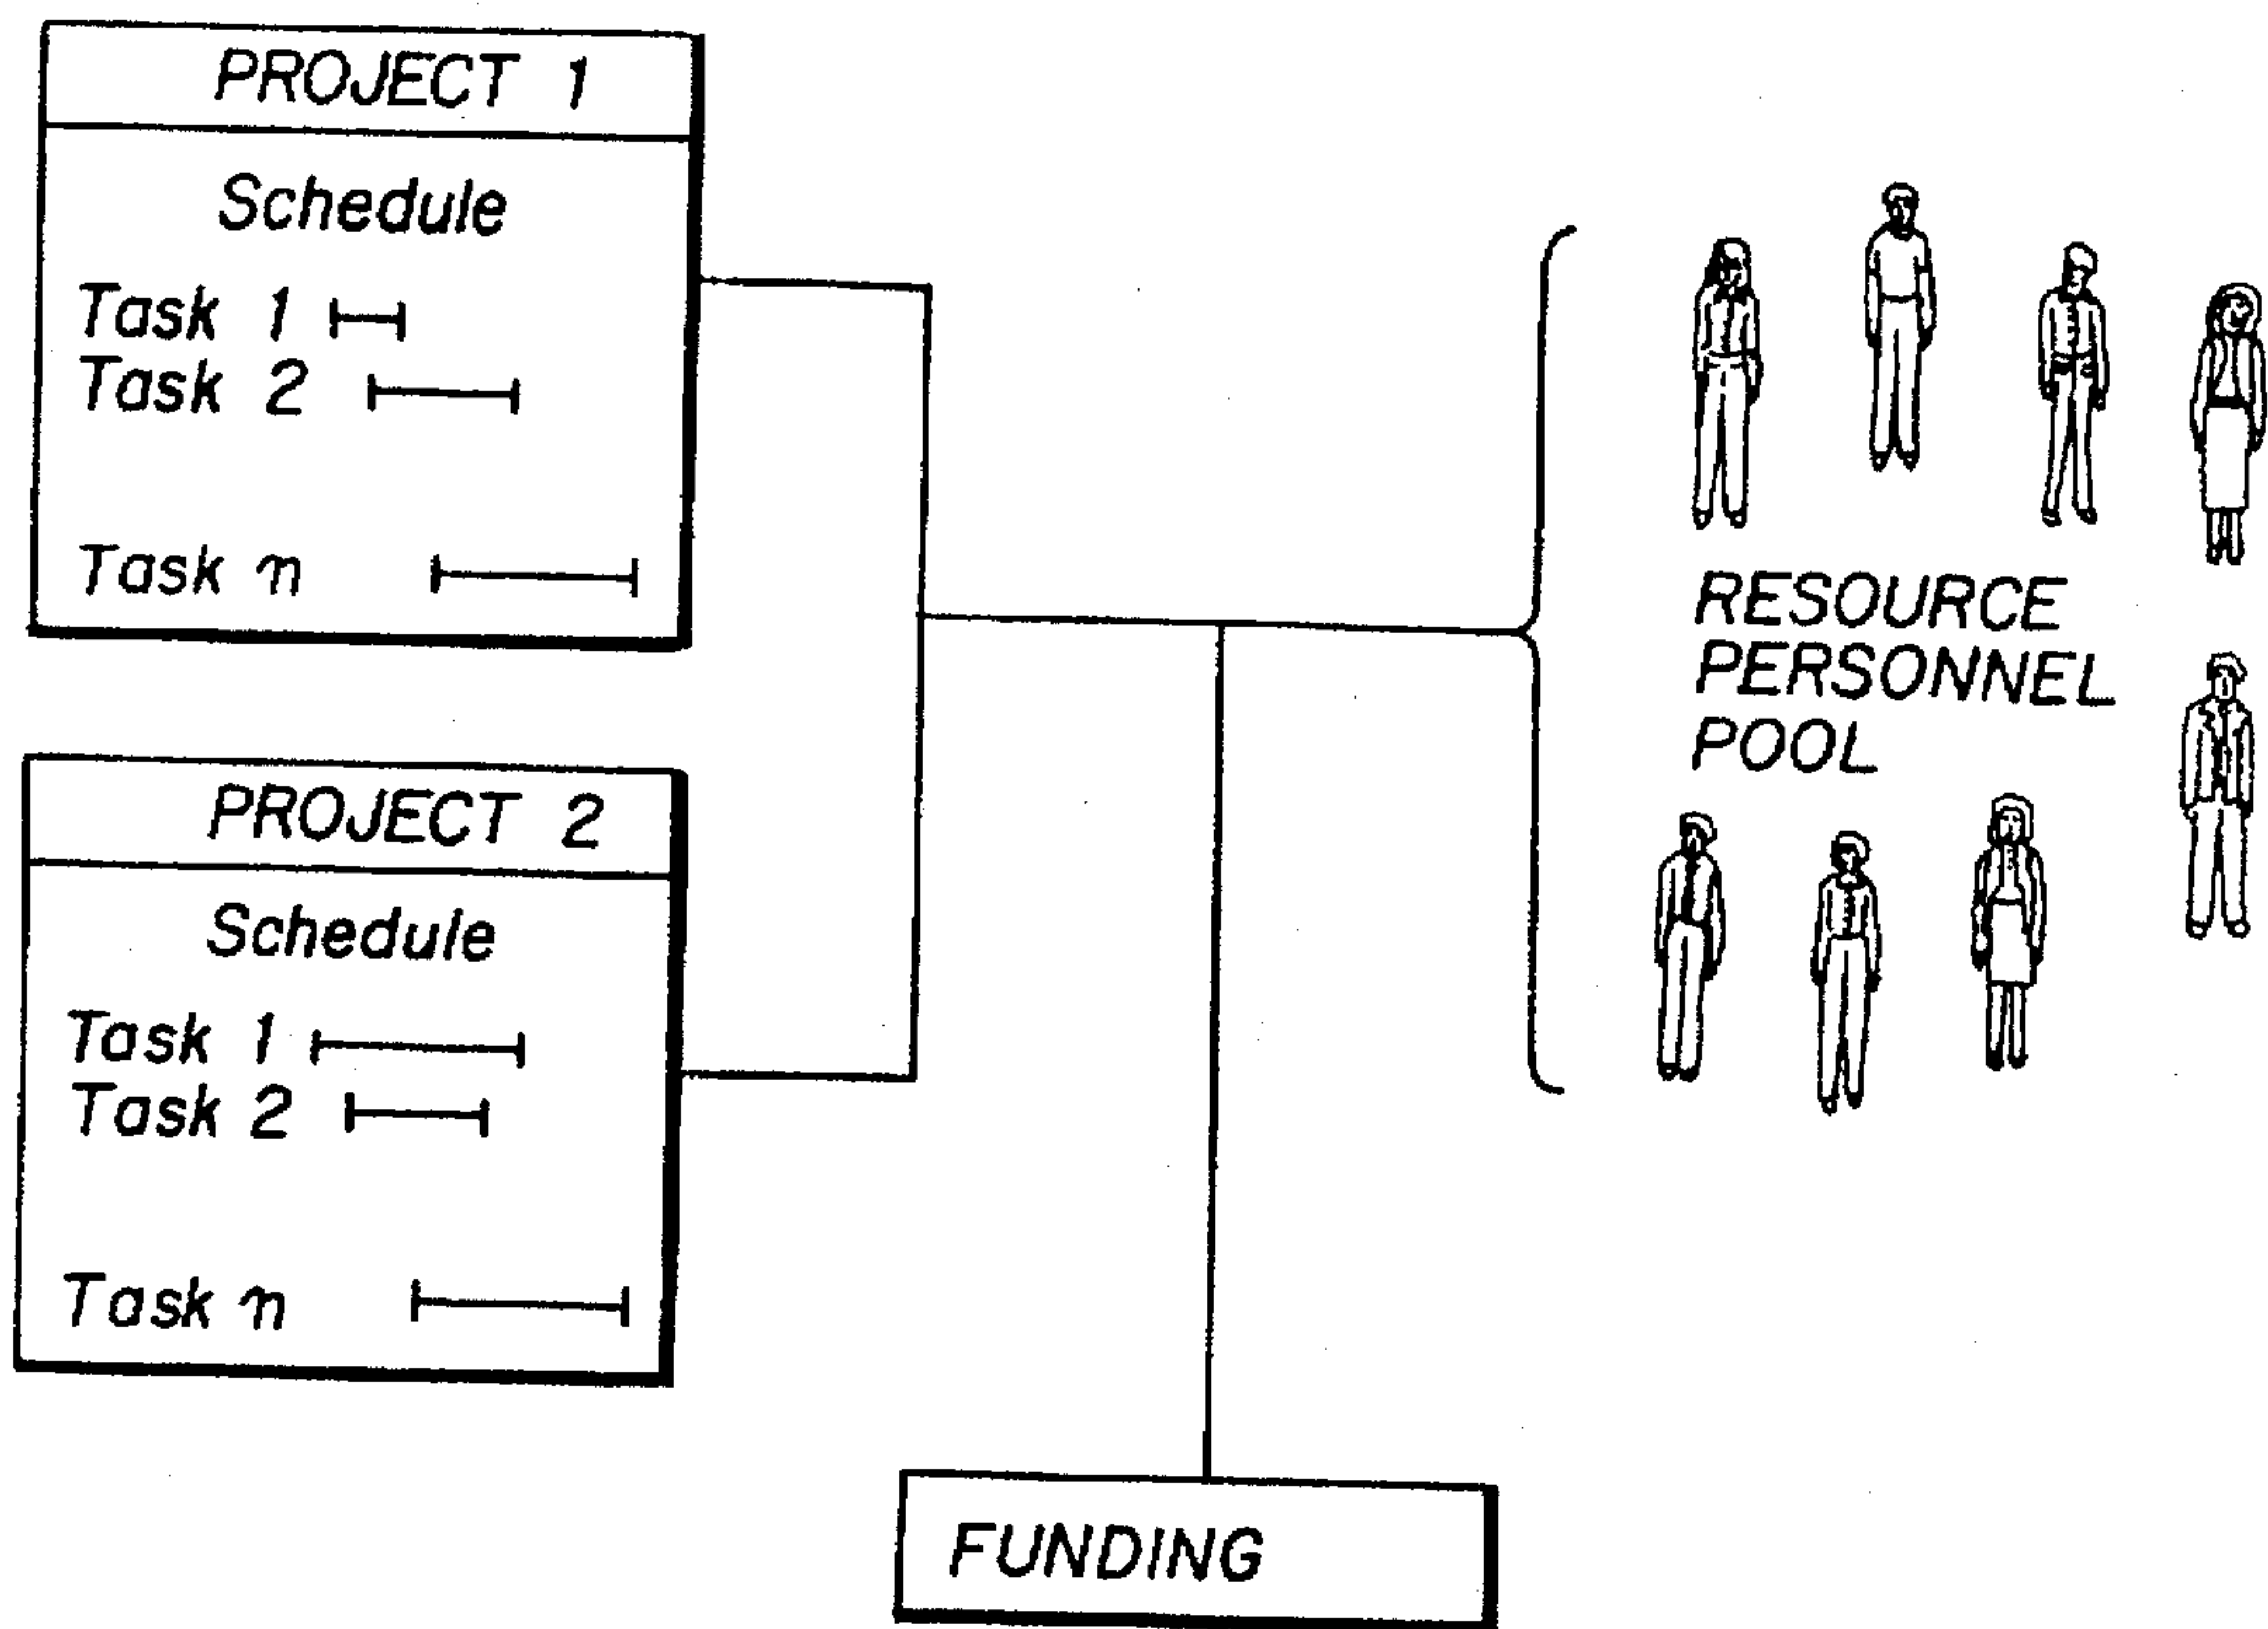 PROJECT 1
Schedule
Task 1
Task 2
Task n
PROJECT 2
Schedule
Task 1
Task 2
Task n
RESOURCE
PERSONNEL
POOL
FUNDING